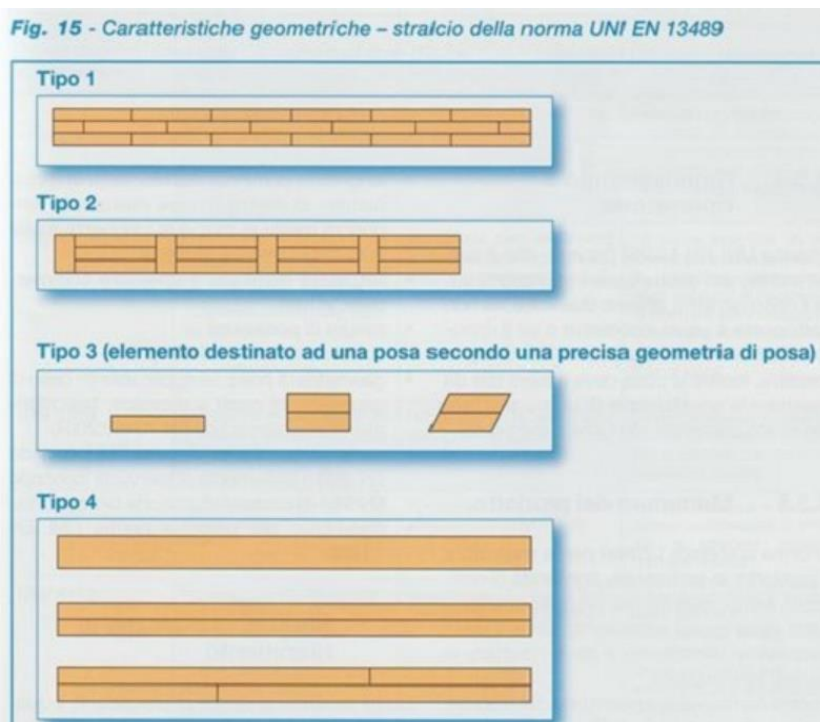 Fig. 15 - Caratteristiche geometriche – stralcio della norma UNI EN 13489
Tipo 1
Tipo 2
Tipo 3 (elemento destinato ad una posa secondo una precisa geometria di posa)
Tipo 4